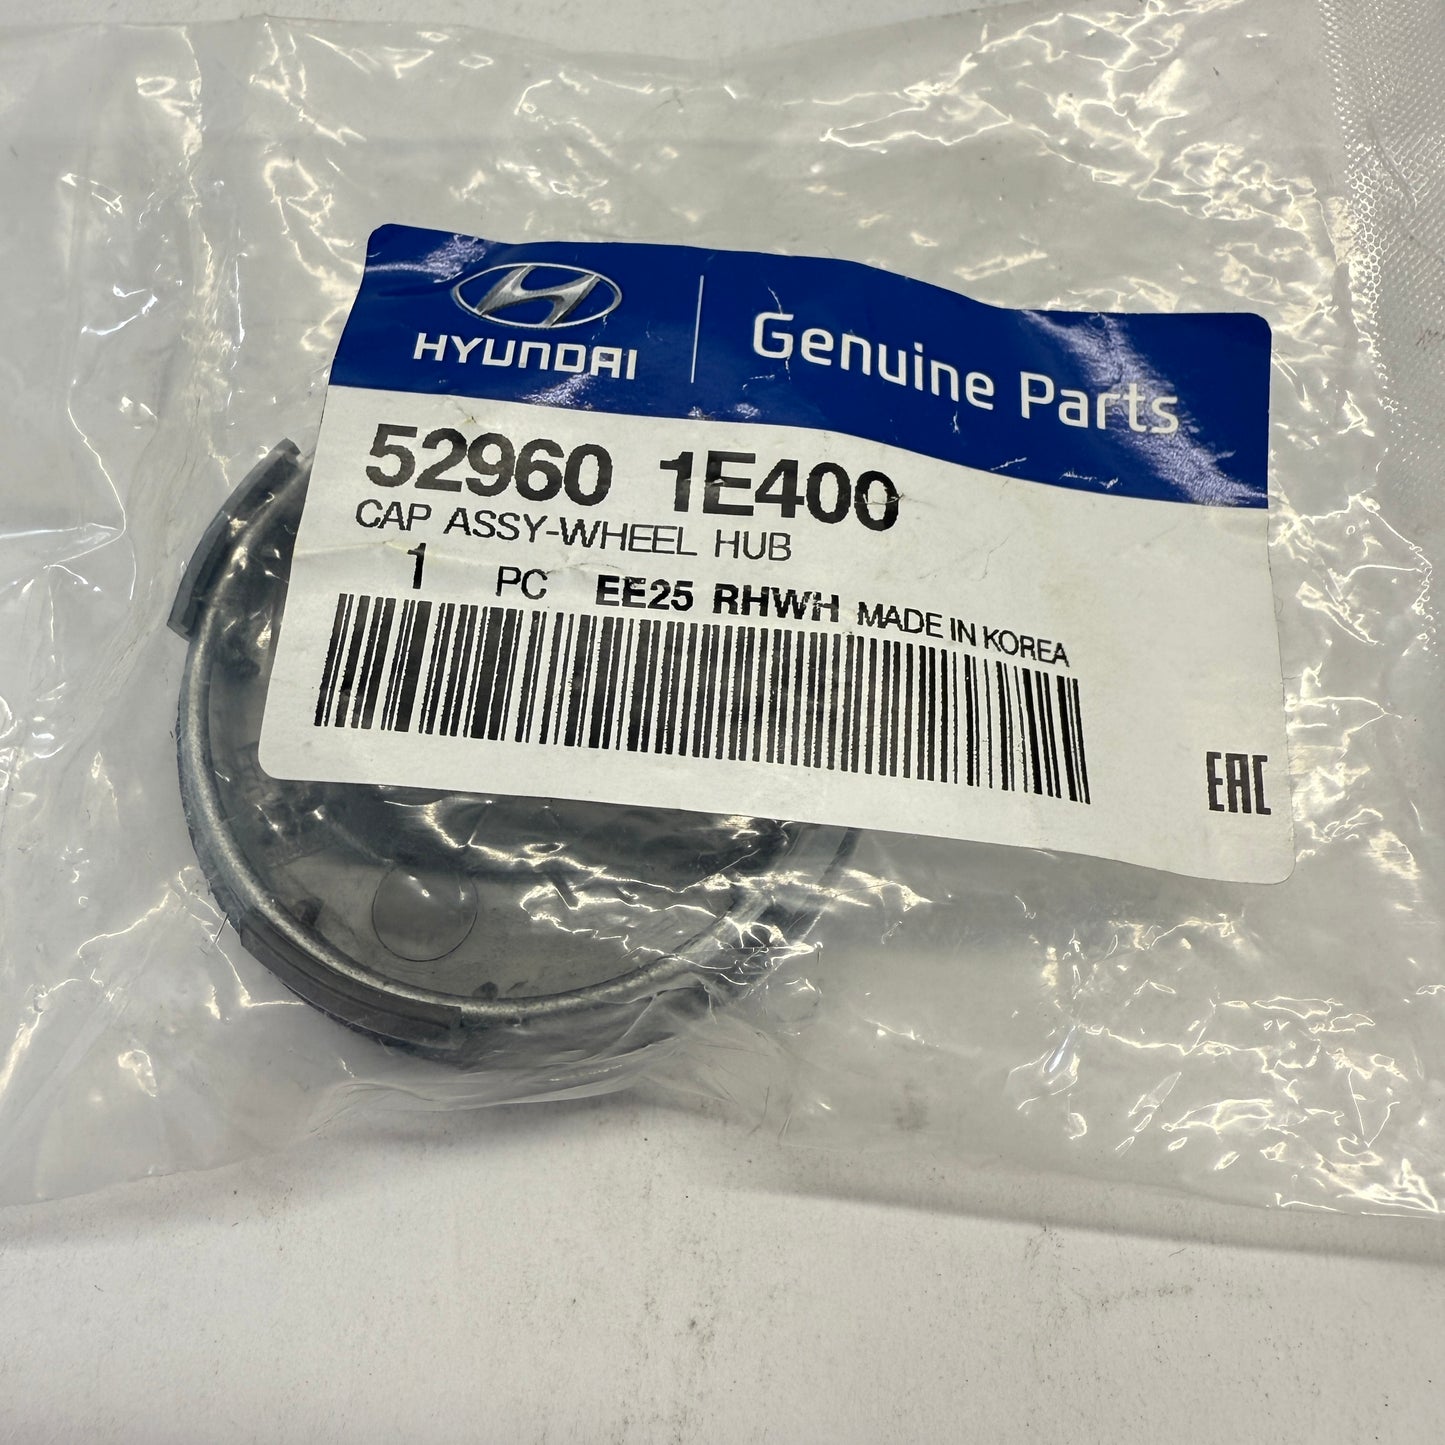 HYUNDAI
Genuine Parts
52960 1E400
CAP ASSY-WHEEL HUB
1 PC EE25 RHWH MADE IN KOREA
EAC